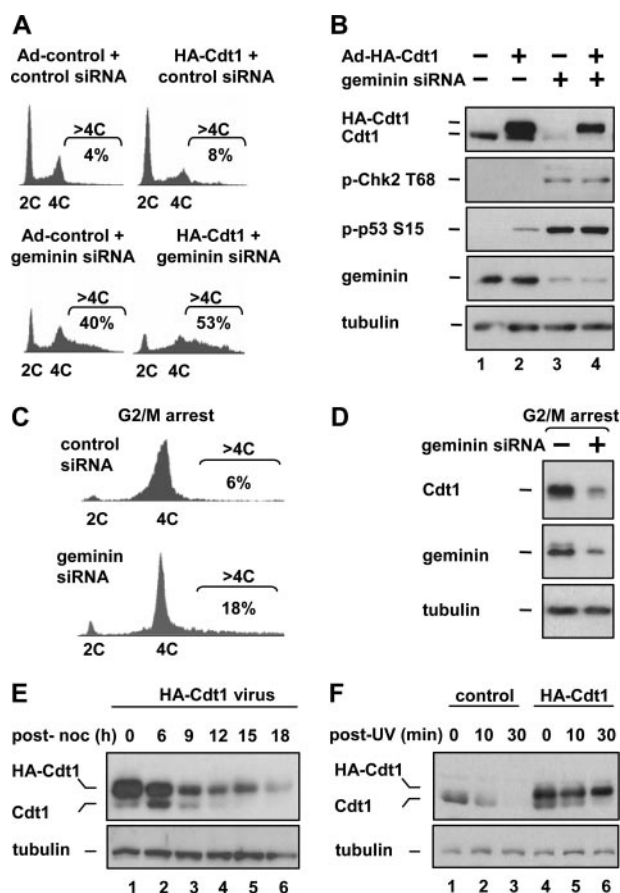 A
Ad-control +
control siRNA
HA-Cdt1 +
control siRNA
>4C
4%
>4C
8%
2C 4C
2C 4C
Ad-control +
geminin siRNA
HA-Cdt1 +
geminin siRNA
>4C
40%
>4C
53%
2C 4C
2C 4C
B
Ad-HA-Cdt1 – + – +
geminin siRNA – – + +
HA-Cdt1
Cdt1
p-Chk2 T68
p-p53 S15
geminin
tubulin
1 2 3 4
C
G2/M arrest
control
siRNA
>4C
6%
2C 4C
geminin
siRNA
>4C
18%
2C 4C
D
G2/M arrest
geminin siRNA – +
Cdt1
geminin
tubulin
E
HA-Cdt1 virus
post- noc (h) 0 6 9 12 15 18
HA-Cdt1
Cdt1
tubulin
1 2 3 4 5 6
F
control HA-Cdt1
post-UV (min) 0 10 30 0 10 30
HA-Cdt1
Cdt1
tubulin
1 2 3 4 5 6